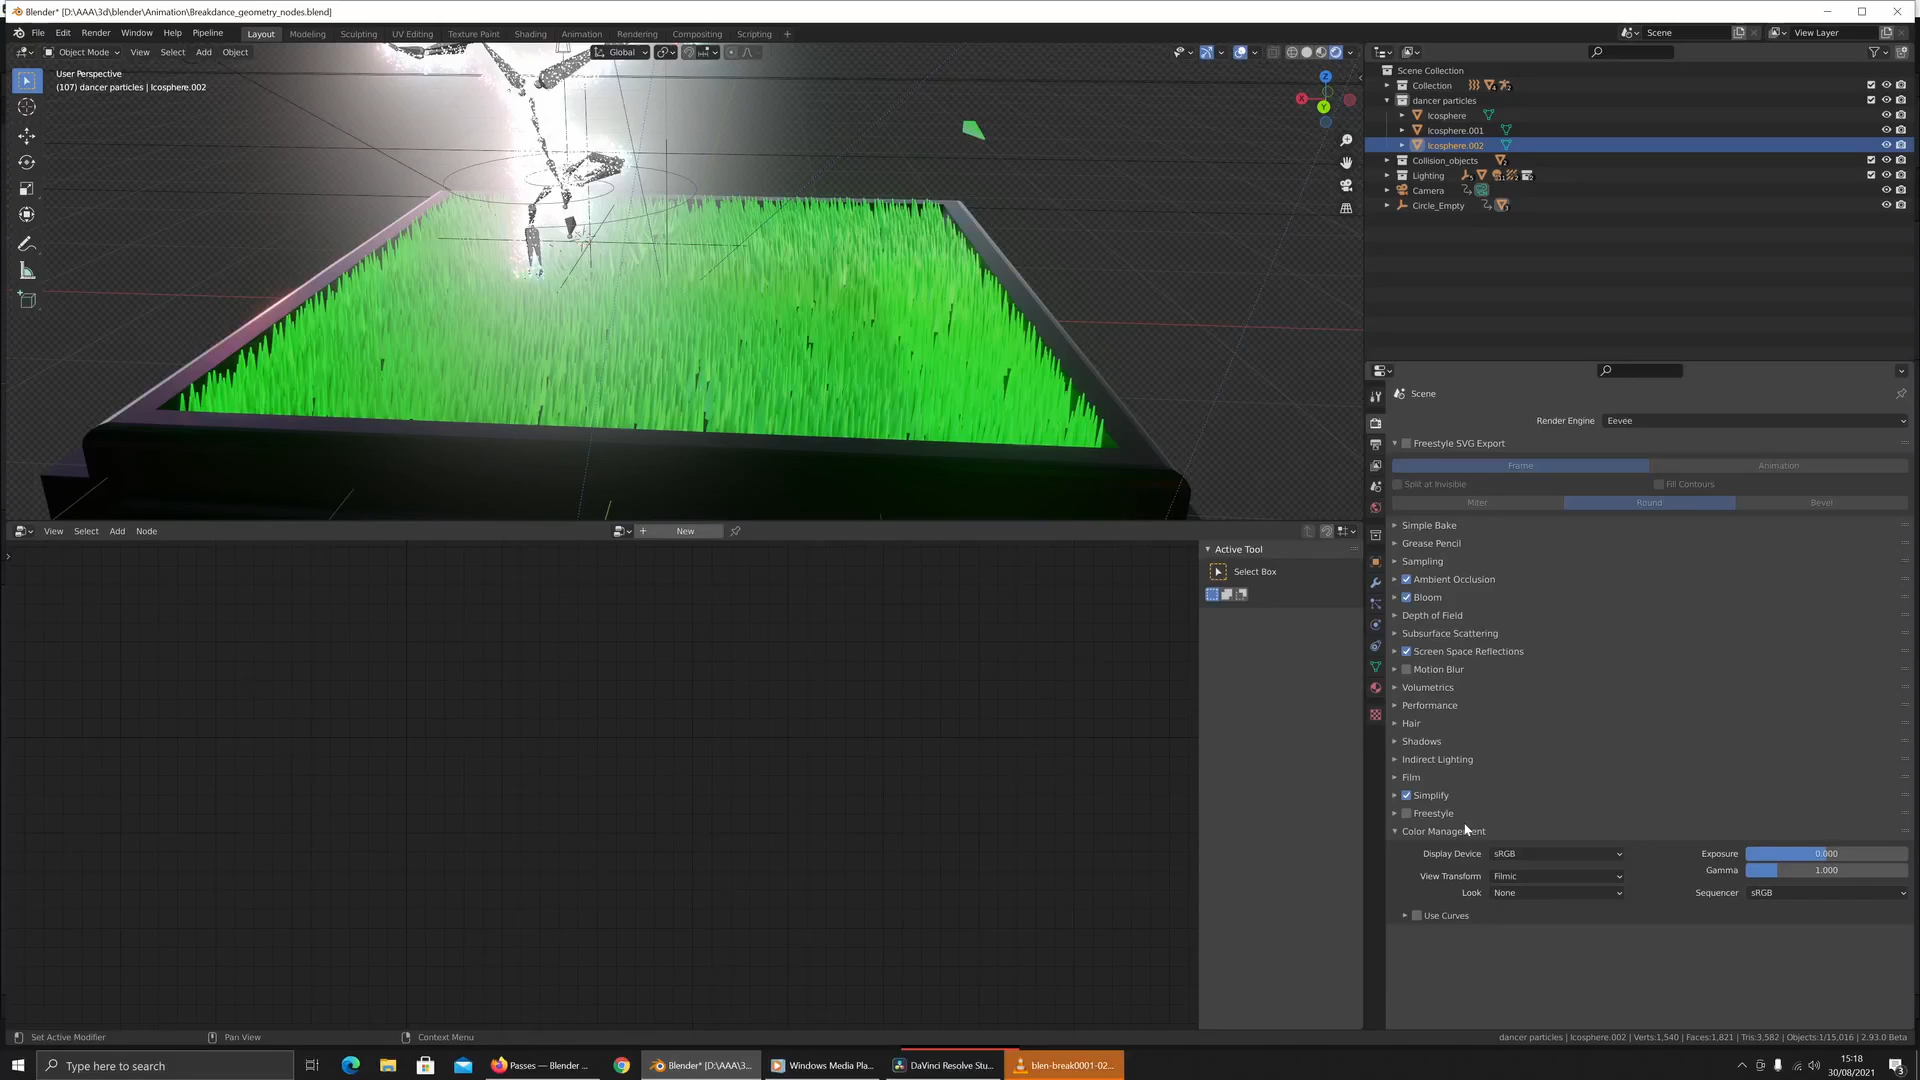 Blender* [D:\AAA\3d\blender\Animation\Breakdance_geometry_nodes.blend]
File Edit Render Window Help Pipeline Layout Modeling Sculpting UV Editing Texture Paint Shading Animation Rendering Compositing Scripting + Scene View Layer
Object Mode View Select Add Object Global
User Perspective
(107) dancer particles | Icosphere.002
Z
X
Y
Scene Collection
Collection
dancer particles
Icosphere
Icosphere.001
Icosphere.002
Collision_objects
Lighting
Camera
Circle_Empty
Scene
Render Engine Eevee
Freestyle SVG Export
Frame Animation
Split at Invisible Fill Contours
Miter Round Bevel
Simple Bake
Grease Pencil
Sampling
Ambient Occlusion
Bloom
Depth of Field
Subsurface Scattering
Screen Space Reflections
Motion Blur
Volumetrics
Performance
Hair
Shadows
Indirect Lighting
Film
Simplify
Freestyle
Color Management
Display Device sRGB Exposure 0.000
View Transform Filmic Gamma 1.000
Look None Sequencer sRGB
Use Curves
View Select Add Node New
Active Tool
Select Box
Set Active Modifier Pan View Context Menu
dancer particles | Icosphere.002 | Verts:1,540 | Faces:1,821 | Tris:3,582 | Objects:1/15,016 | 2.93.0 Beta
Type here to search Passes — Blender ... Blender* [D:\AAA\3... Windows Media Pla... DaVinci Resolve Stu... blen-break0001-02...
15:18
30/08/2021